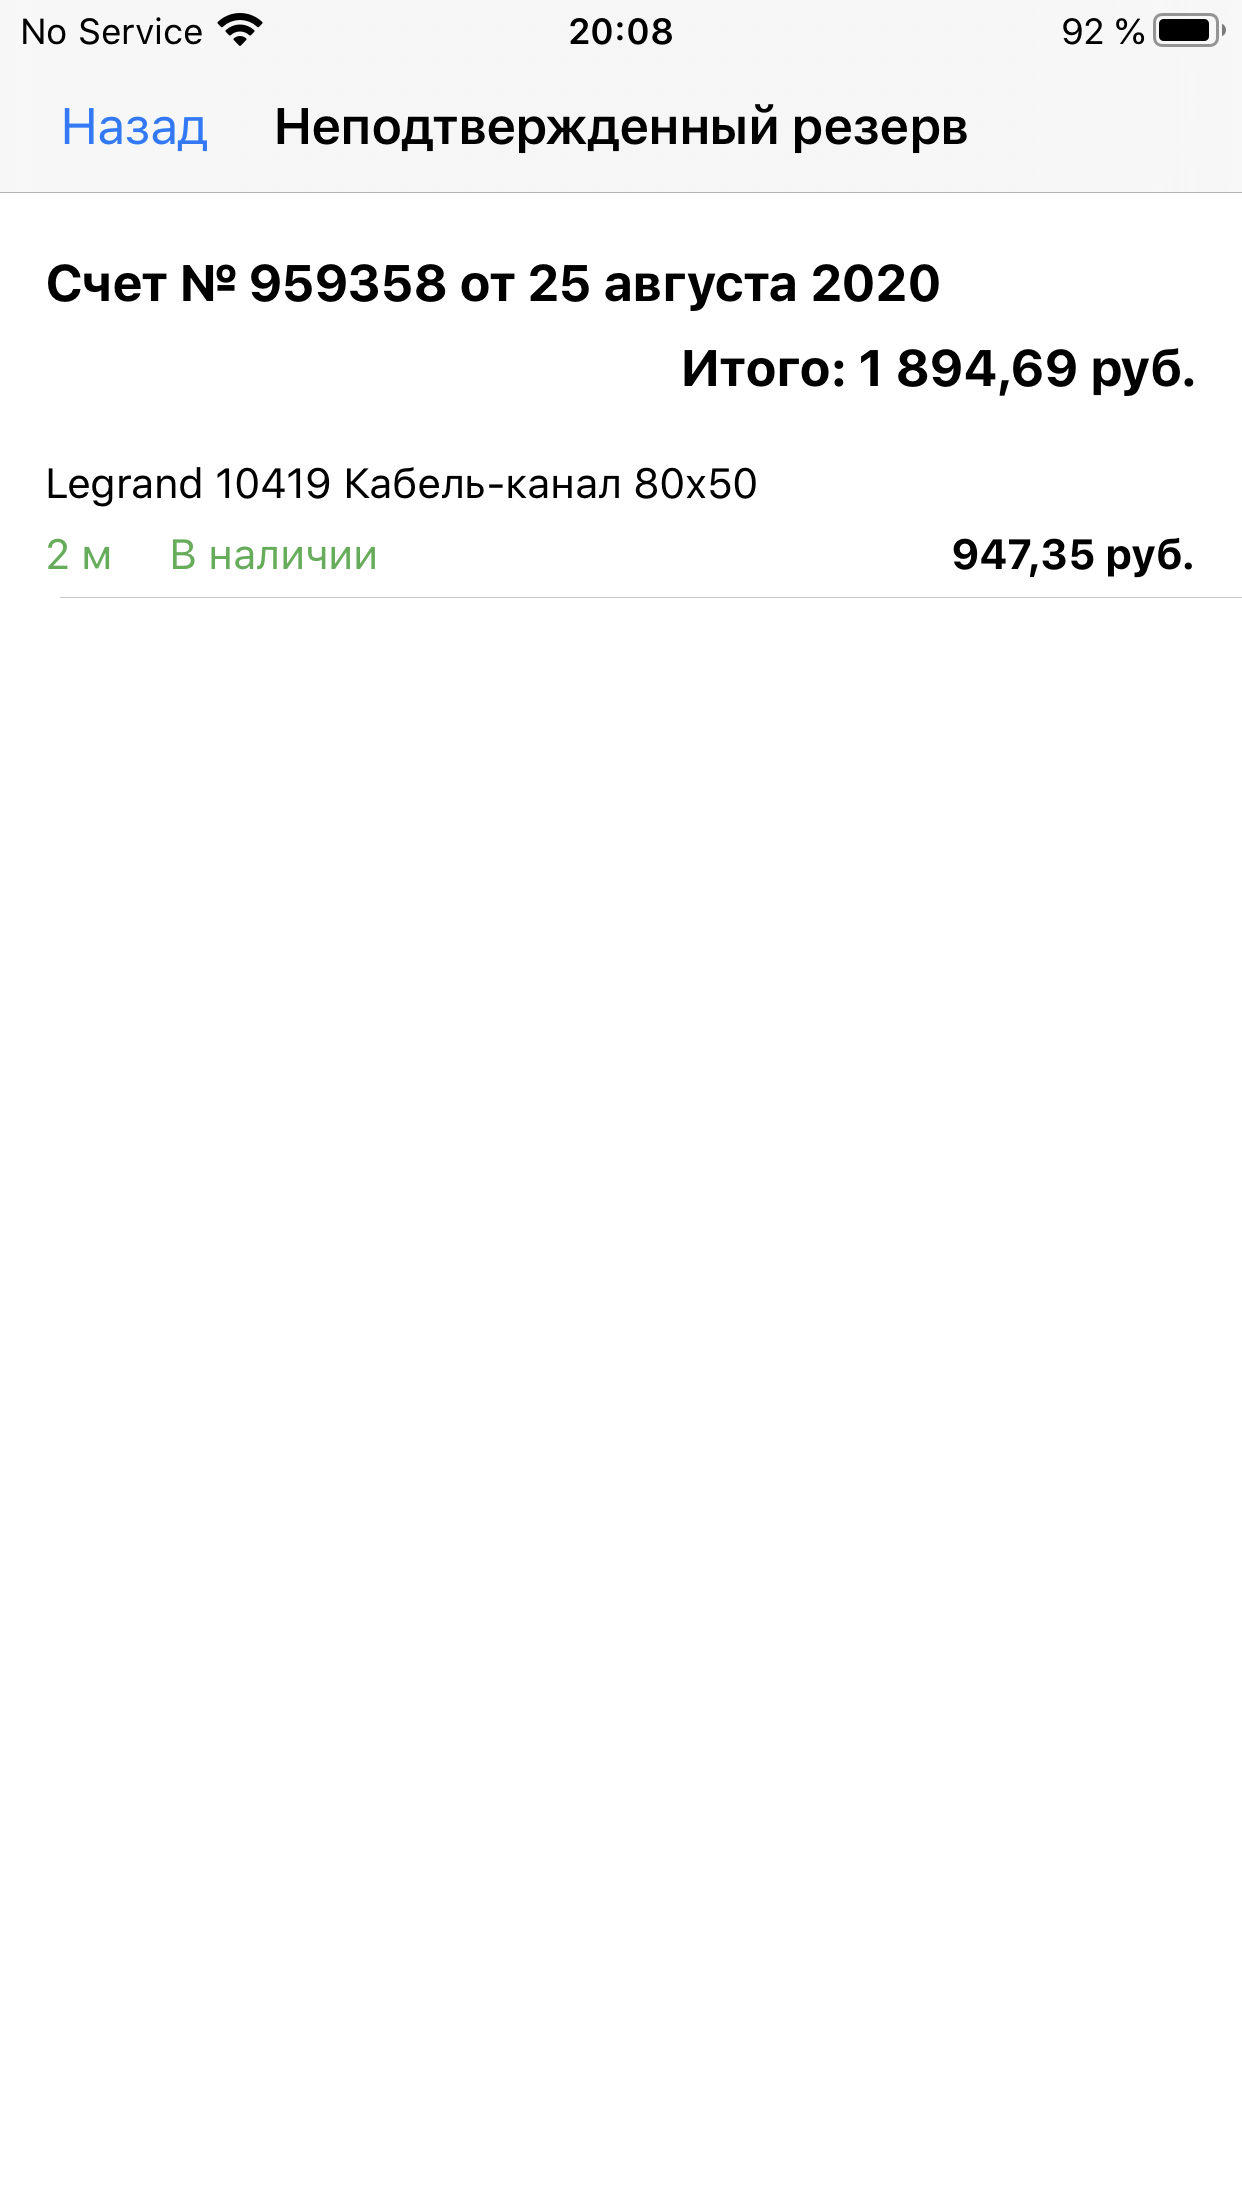 No Service 20:08 92 %
Назад Неподтвержденный резерв
Счет № 959358 от 25 августа 2020
Итого: 1 894,69 руб.
Legrand 10419 Кабель-канал 80x50
2 м В наличии 947,35 руб.